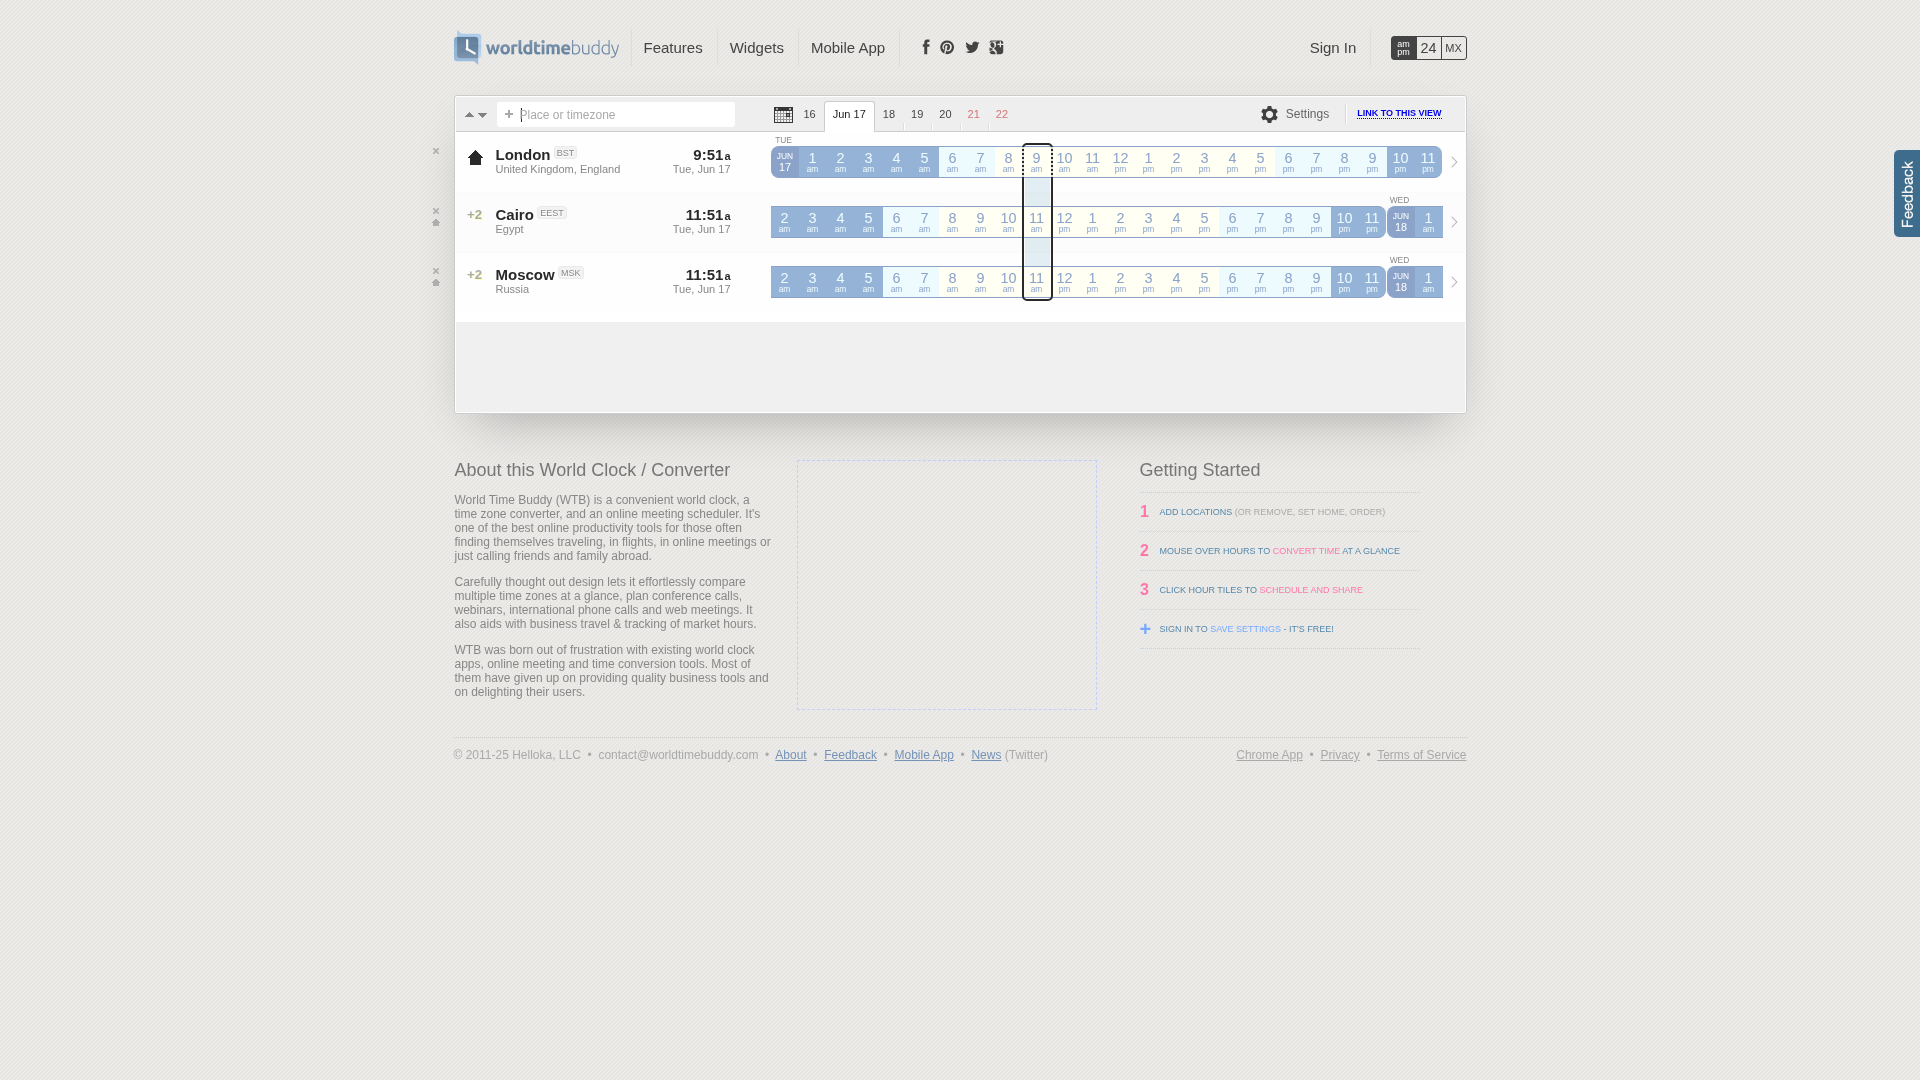 worldtimebuddy Features Widgets Mobile App Sign In am pm 24 MX
+ Place or timezone 16 Jun 17 18 19 20 21 22 Settings LINK TO THIS VIEW
TUE
London BST 9:51a
United Kingdom, England Tue, Jun 17
JUN 17 1 am 2 am 3 am 4 am 5 am 6 am 7 am 8 am 9 am 10 am 11 am 12 pm 1 pm 2 pm 3 pm 4 pm 5 pm 6 pm 7 pm 8 pm 9 pm 10 pm 11 pm
WED
+2 Cairo EEST 11:51a
Egypt Tue, Jun 17
2 am 3 am 4 am 5 am 6 am 7 am 8 am 9 am 10 am 11 am 12 pm 1 pm 2 pm 3 pm 4 pm 5 pm 6 pm 7 pm 8 pm 9 pm 10 pm 11 pm JUN 18 1 am
WED
+2 Moscow MSK 11:51a
Russia Tue, Jun 17
2 am 3 am 4 am 5 am 6 am 7 am 8 am 9 am 10 am 11 am 12 pm 1 pm 2 pm 3 pm 4 pm 5 pm 6 pm 7 pm 8 pm 9 pm 10 pm 11 pm JUN 18 1 am
Feedback
About this World Clock / Converter
World Time Buddy (WTB) is a convenient world clock, a
time zone converter, and an online meeting scheduler. It's
one of the best online productivity tools for those often
finding themselves traveling, in flights, in online meetings or
just calling friends and family abroad.
Carefully thought out design lets it effortlessly compare
multiple time zones at a glance, plan conference calls,
webinars, international phone calls and web meetings. It
also aids with business travel & tracking of market hours.
WTB was born out of frustration with existing world clock
apps, online meeting and time conversion tools. Most of
them have given up on providing quality business tools and
on delighting their users.
Getting Started
1 ADD LOCATIONS (OR REMOVE, SET HOME, ORDER)
2 MOUSE OVER HOURS TO CONVERT TIME AT A GLANCE
3 CLICK HOUR TILES TO SCHEDULE AND SHARE
+ SIGN IN TO SAVE SETTINGS - IT'S FREE!
© 2011-25 Helloka, LLC • contact@worldtimebuddy.com • About • Feedback • Mobile App • News (Twitter) Chrome App • Privacy • Terms of Service